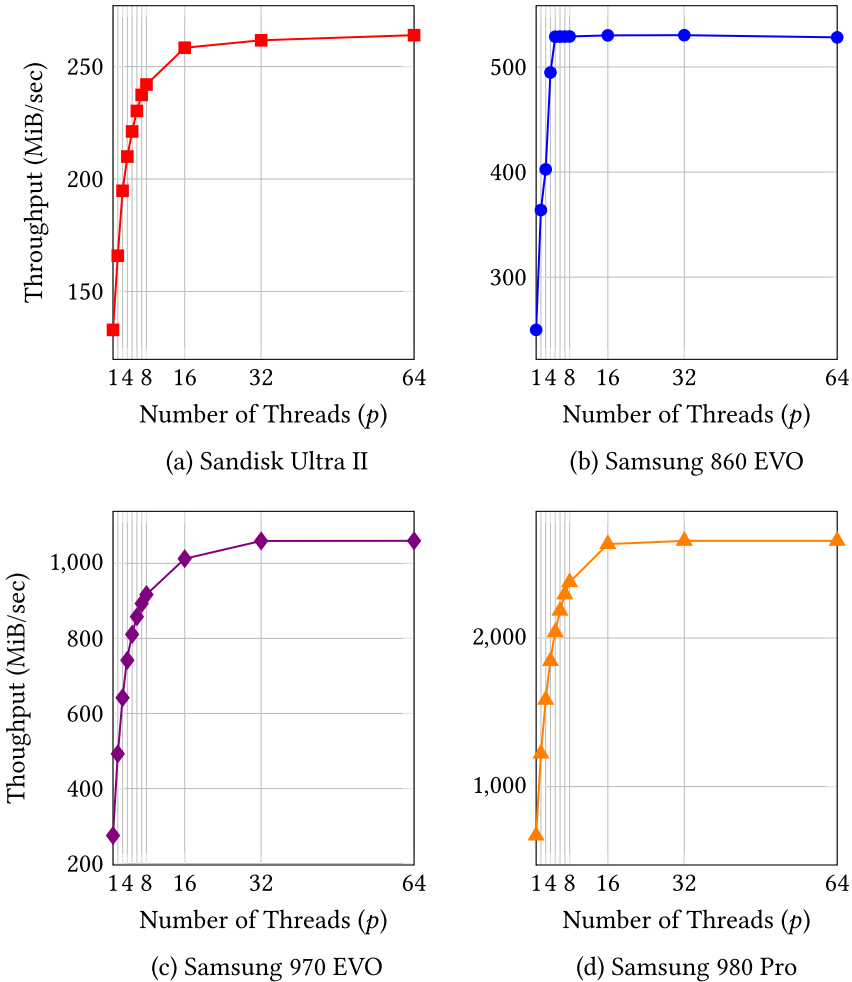 Throughput (MiB/sec)
250
200
150
1 4 8 16 32 64
Number of Threads (p)
(a) Sandisk Ultra II
500
400
300
1 4 8 16 32 64
Number of Threads (p)
(b) Samsung 860 EVO
Thoughput (MiB/sec)
1,000
800
600
400
200
1 4 8 16 32 64
Number of Threads (p)
(c) Samsung 970 EVO
2,000
1,000
1 4 8 16 32 64
Number of Threads (p)
(d) Samsung 980 Pro